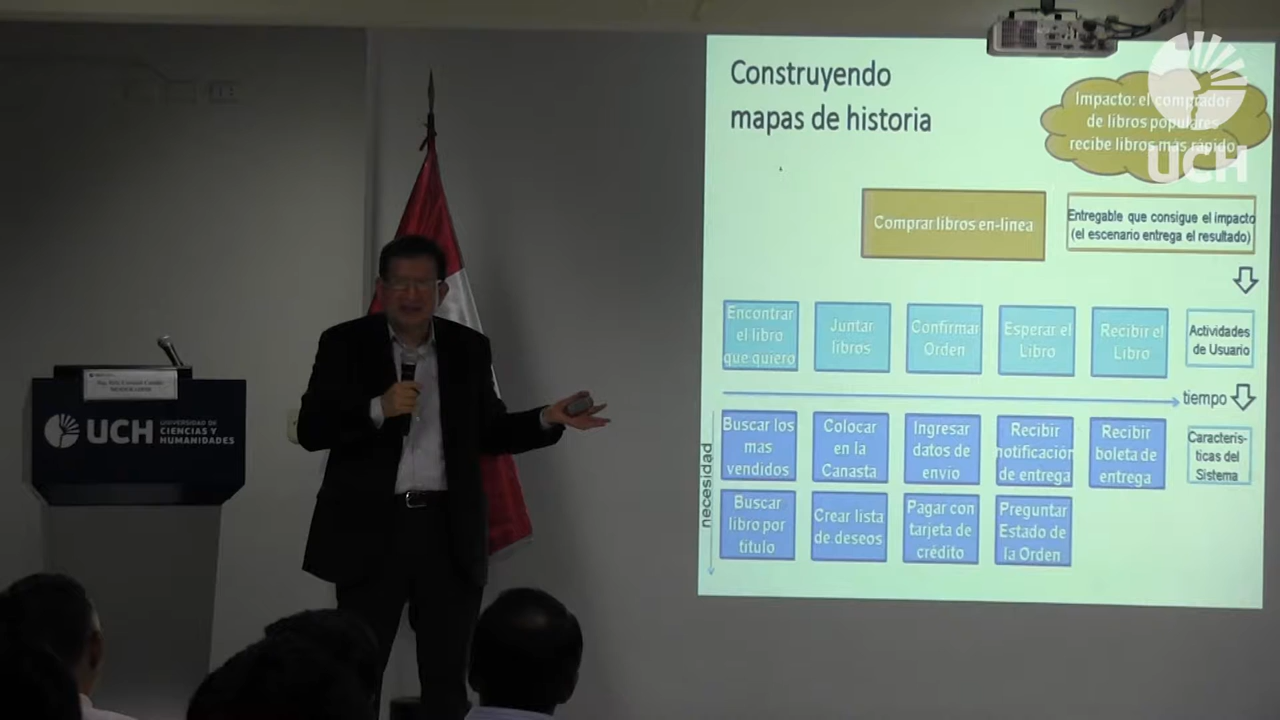 Construyendo
mapas de historia
Impacto: el comprador
de libros populares
recibe libros más rápido
UCH
Comprar libros en-linea
Entregable que consigue el impacto
(el escenario entrega el resultado)
Encontrar
el libro
que quiero
Juntar
libros
Confirmar
Orden
Esperar el
Libro
Recibir el
Libro
Actividades
de Usuario
tiempo
necesidad
Buscar los
mas
vendidos
Colocar
en la
Canasta
Ingresar
datos de
envío
Recibir
notificación
de entrega
Recibir
boleta de
entrega
Caracterís-
ticas del
Sistema
Buscar
libro por
titulo
Crear lista
de deseos
Pagar con
tarjeta de
crédito
Preguntar
Estado de
la Orden
UCH
UNIVERSIDAD DE
CIENCIAS Y
HUMANIDADES